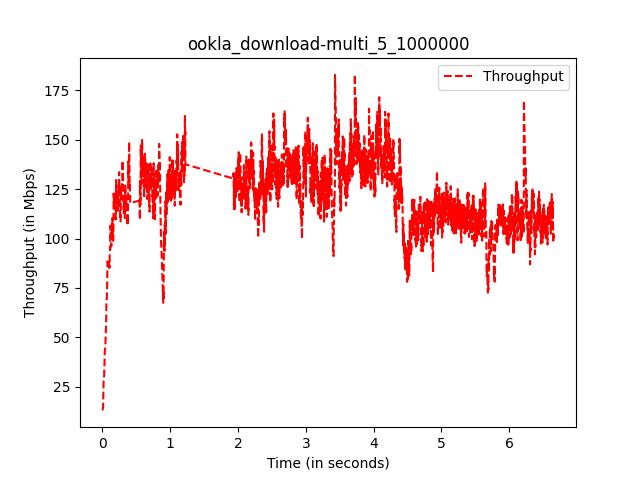 ookla_download-multi_5_1000000
Throughput
Throughput (in Mbps)
175
150
125
100
75
50
25
0 1 2 3 4 5 6
Time (in seconds)